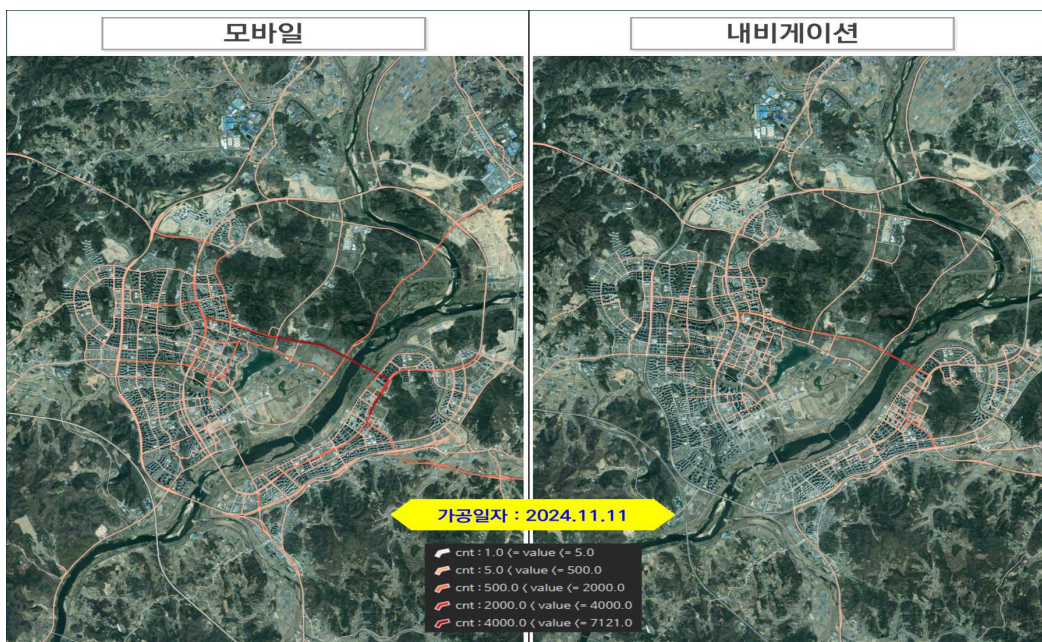 모바일
내비게이션
가공일자 : 2024.11.11
cnt : 1.0 <= value <= 5.0
cnt : 5.0 < value <= 500.0
cnt : 500.0 < value <= 2000.0
cnt : 2000.0 < value <= 4000.0
cnt : 4000.0 < value <= 7121.0